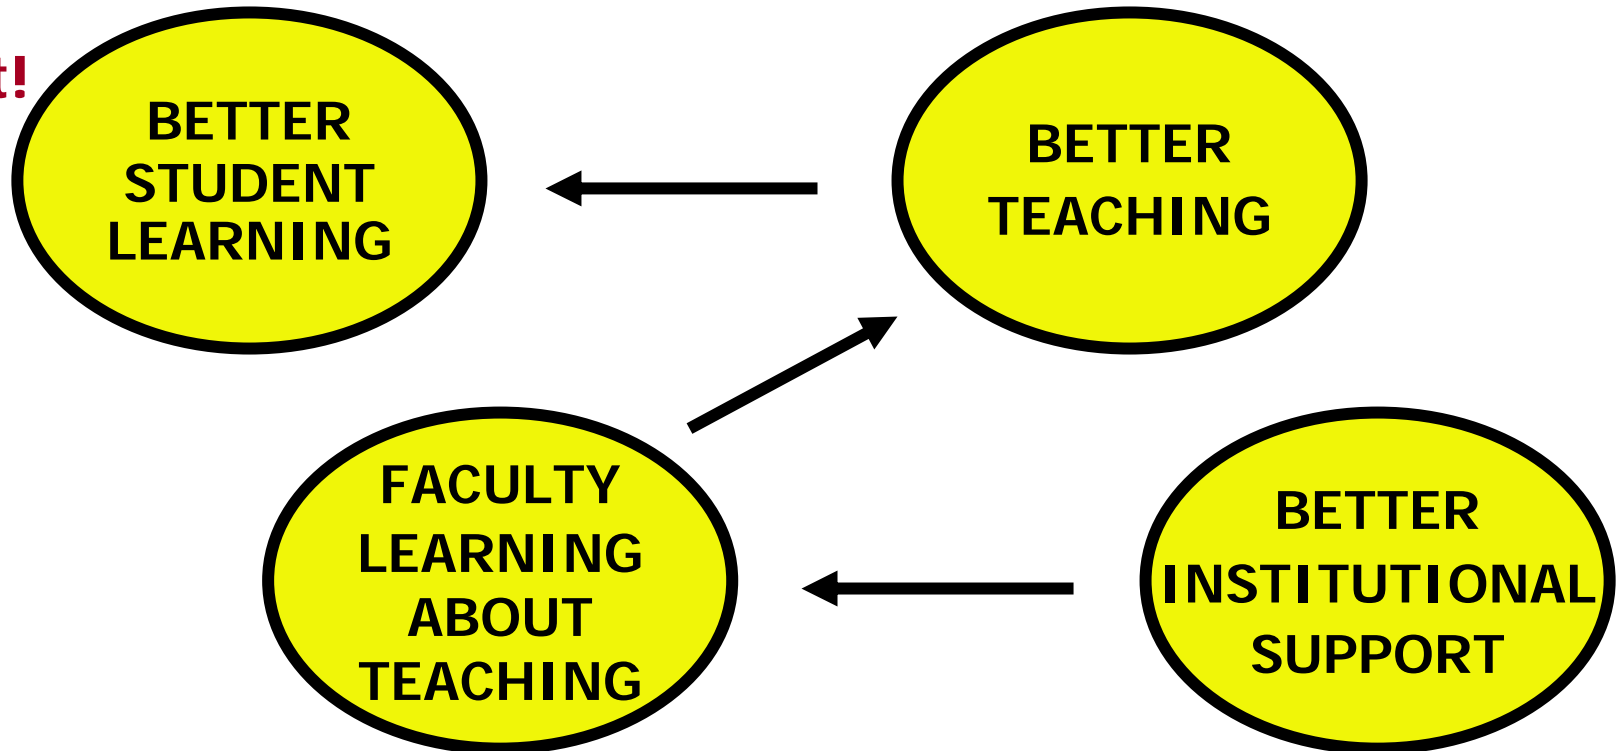 t!
BETTER
STUDENT
LEARNING
BETTER
TEACHING
FACULTY
LEARNING
ABOUT
TEACHING
BETTER
INSTITUTIONAL
SUPPORT